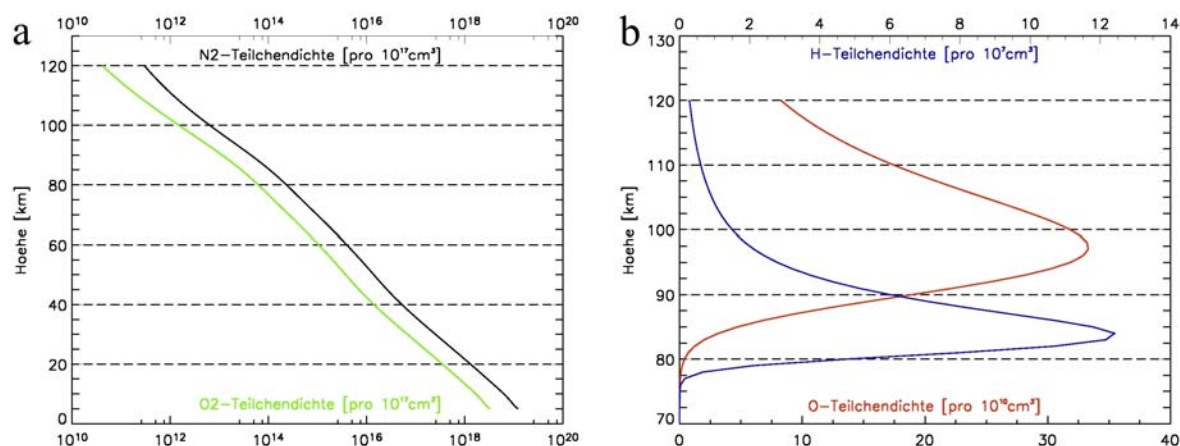 a
10¹⁰ 10¹² 10¹⁴ 10¹⁶ 10¹⁸ 10²⁰
N2-Teilchendichte [pro 10¹⁷cm³]
120
100
80
60
40
20
0
Hoehe [km]
O2-Teilchendichte [pro 10¹⁷cm³]
10¹⁰ 10¹² 10¹⁴ 10¹⁶ 10¹⁸ 10²⁰
b
0 2 4 6 8 10 12 14
H-Teilchendichte [pro 10⁷cm³]
130
120
110
100
90
80
70
Hoehe [km]
O-Teilchendichte [pro 10¹⁰cm³]
0 10 20 30 40